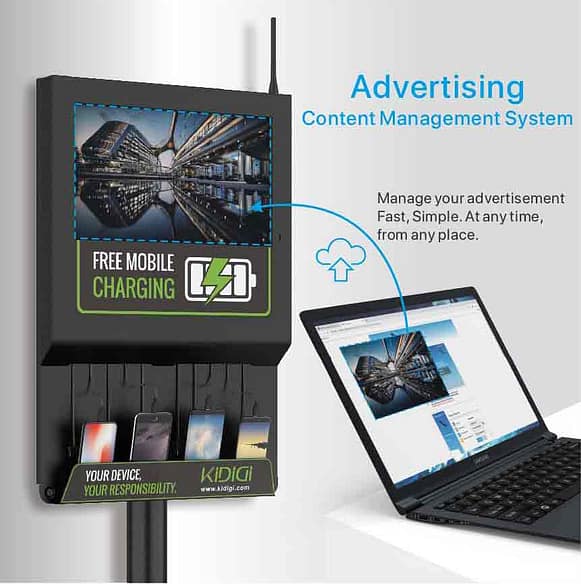 Advertising
Content Management System
Manage your advertisement
Fast, Simple. At any time,
from any place.
FREE MOBILE
CHARGING
YOUR DEVICE,
YOUR RESPONSIBILITY.
KIDIGI
www.kidigi.com